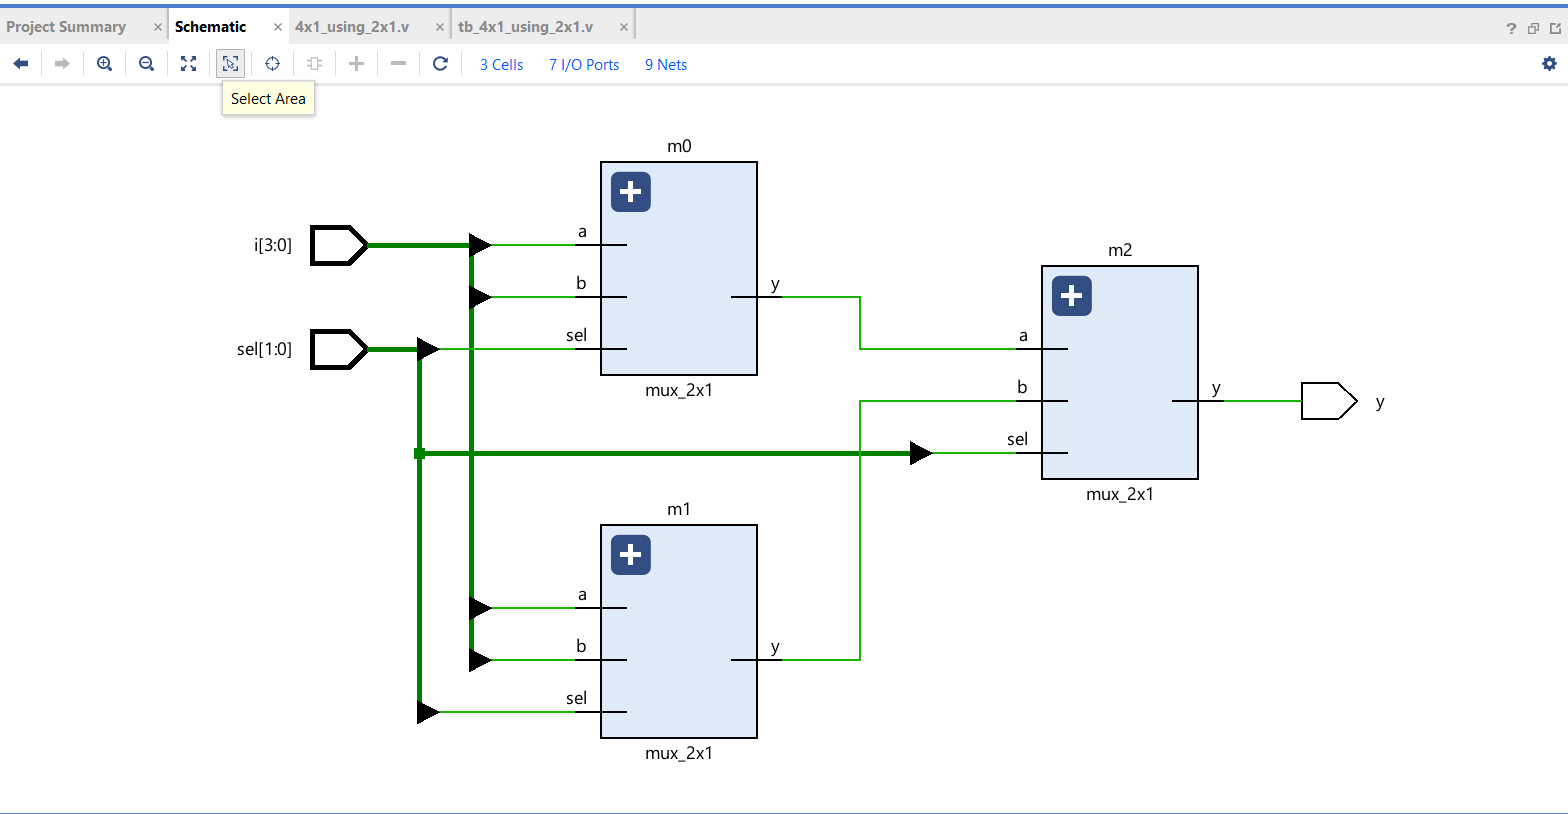 Project Summary × Schematic × 4x1_using_2x1.v × tb_4x1_using_2x1.v × ?
3 Cells 7 I/O Ports 9 Nets
Select Area
m0
a
i[3:0]
b
y
sel
sel[1:0]
mux_2x1
m2
a
b
y
y
sel
mux_2x1
m1
a
b
y
sel
mux_2x1